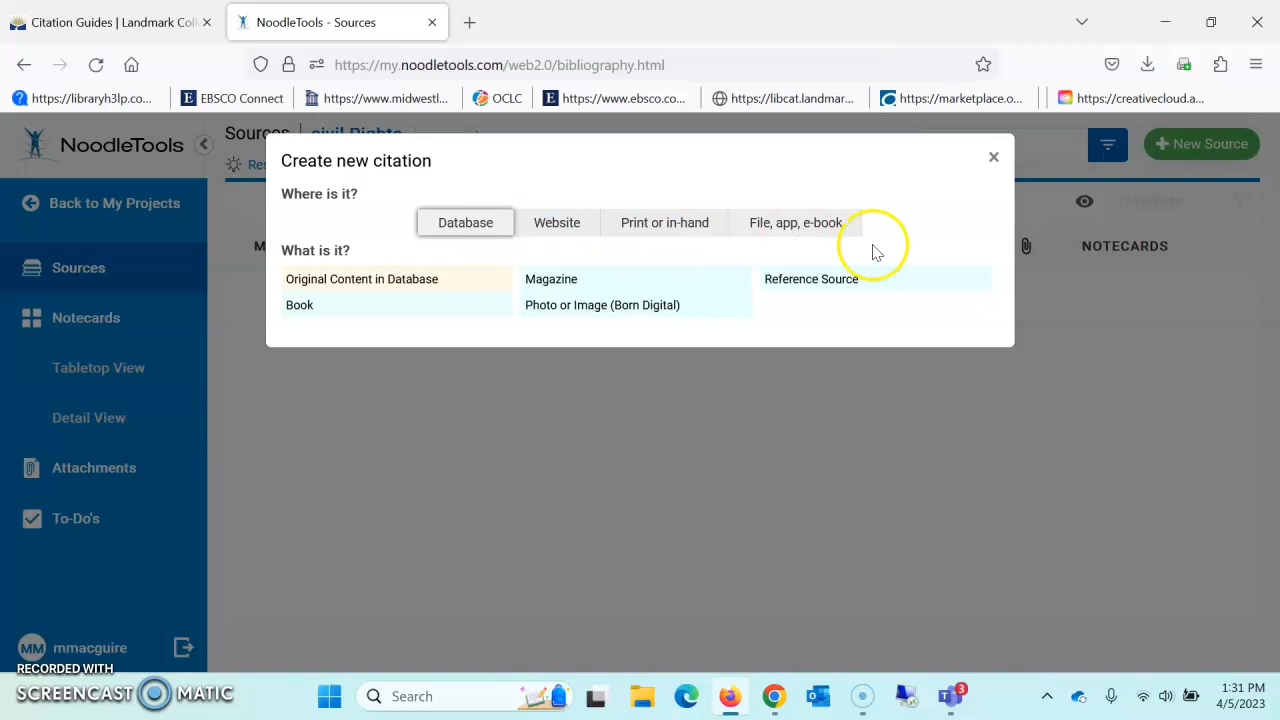 Citation Guides | Landmark Coll
NoodleTools - Sources
https://my.noodletools.com/web2.0/bibliography.html
https://libraryh3lp.co...
EBSCO Connect
https://www.midwestl...
OCLC
https://www.ebsco.co...
https://libcat.landmar...
https://marketplace.o...
https://creativecloud.a...
NoodleTools
Sources
civil Rights
New Source
Create new citation
Where is it?
Database
Website
Print or in-hand
File, app, e-book
What is it?
Original Content in Database
Magazine
Reference Source
Book
Photo or Image (Born Digital)
NOTECARDS
Back to My Projects
Sources
Notecards
Tabletop View
Detail View
Attachments
To-Do's
MM
mmacguire
RECORDED WITH
SCREENCAST MATIC
Search
3
1:31 PM
4/5/2023